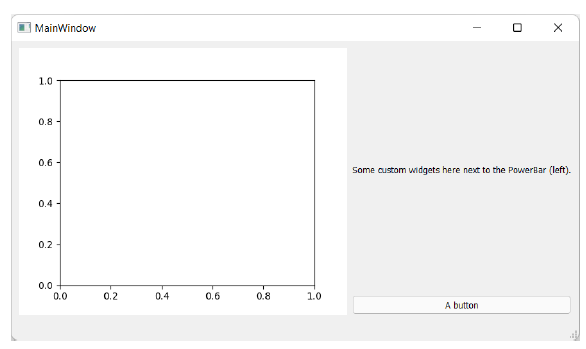 MainWindow
1.0
0.8
0.6
0.4
0.2
0.0
0.0 0.2 0.4 0.6 0.8 1.0
Some custom widgets here next to the PowerBar (left).
A button